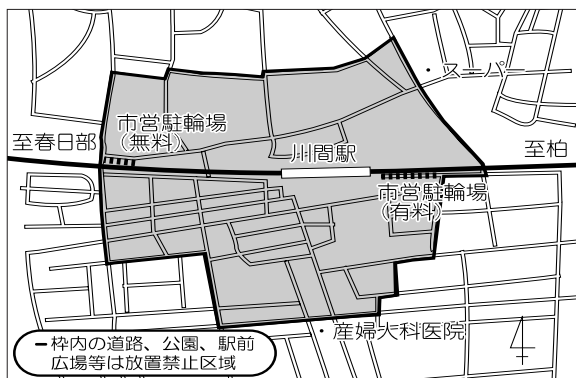 ・スーパー
市営駐輪場
(無料)
至春日部
川間駅
至柏
市営駐輪場
(有料)
・産婦人科医院
枠内の道路、公園、駅前
広場等は放置禁止区域